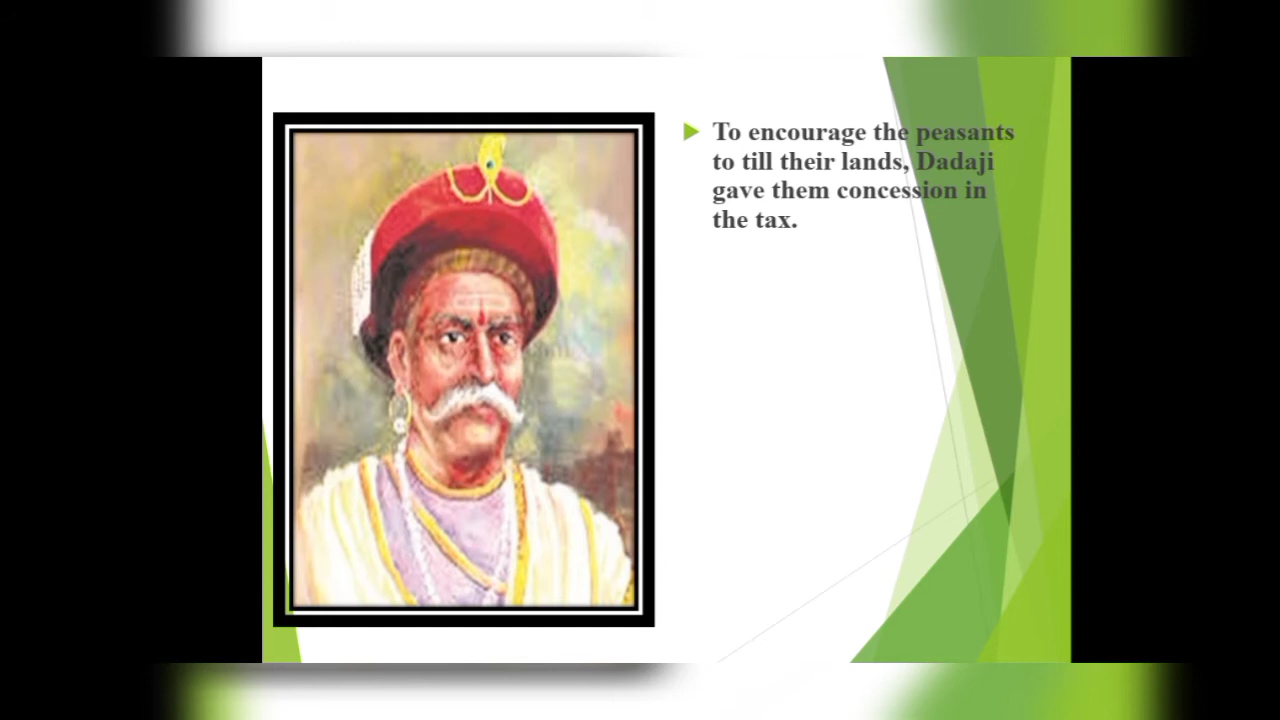 To encourage the peasants
to till their lands, Dadaji
gave them concession in
the tax.